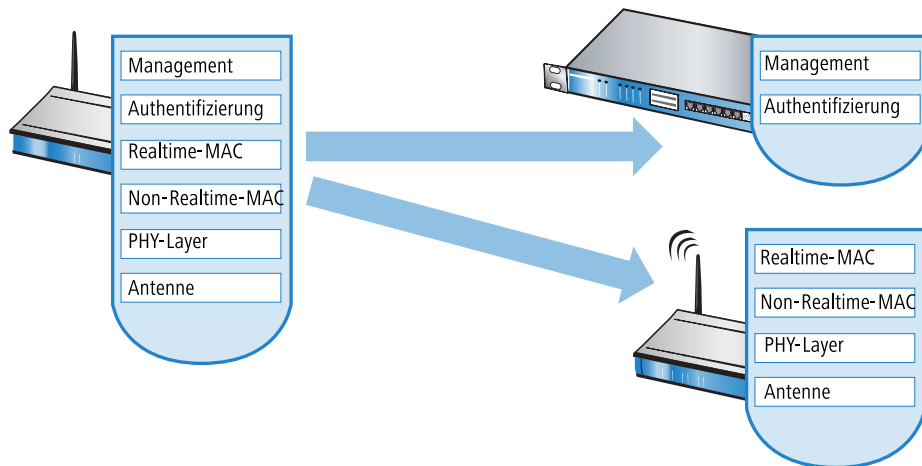 Management
Authentifizierung
Realtime-MAC
Non-Realtime-MAC
PHY-Layer
Antenne
Management
Authentifizierung
Realtime-MAC
Non-Realtime-MAC
PHY-Layer
Antenne